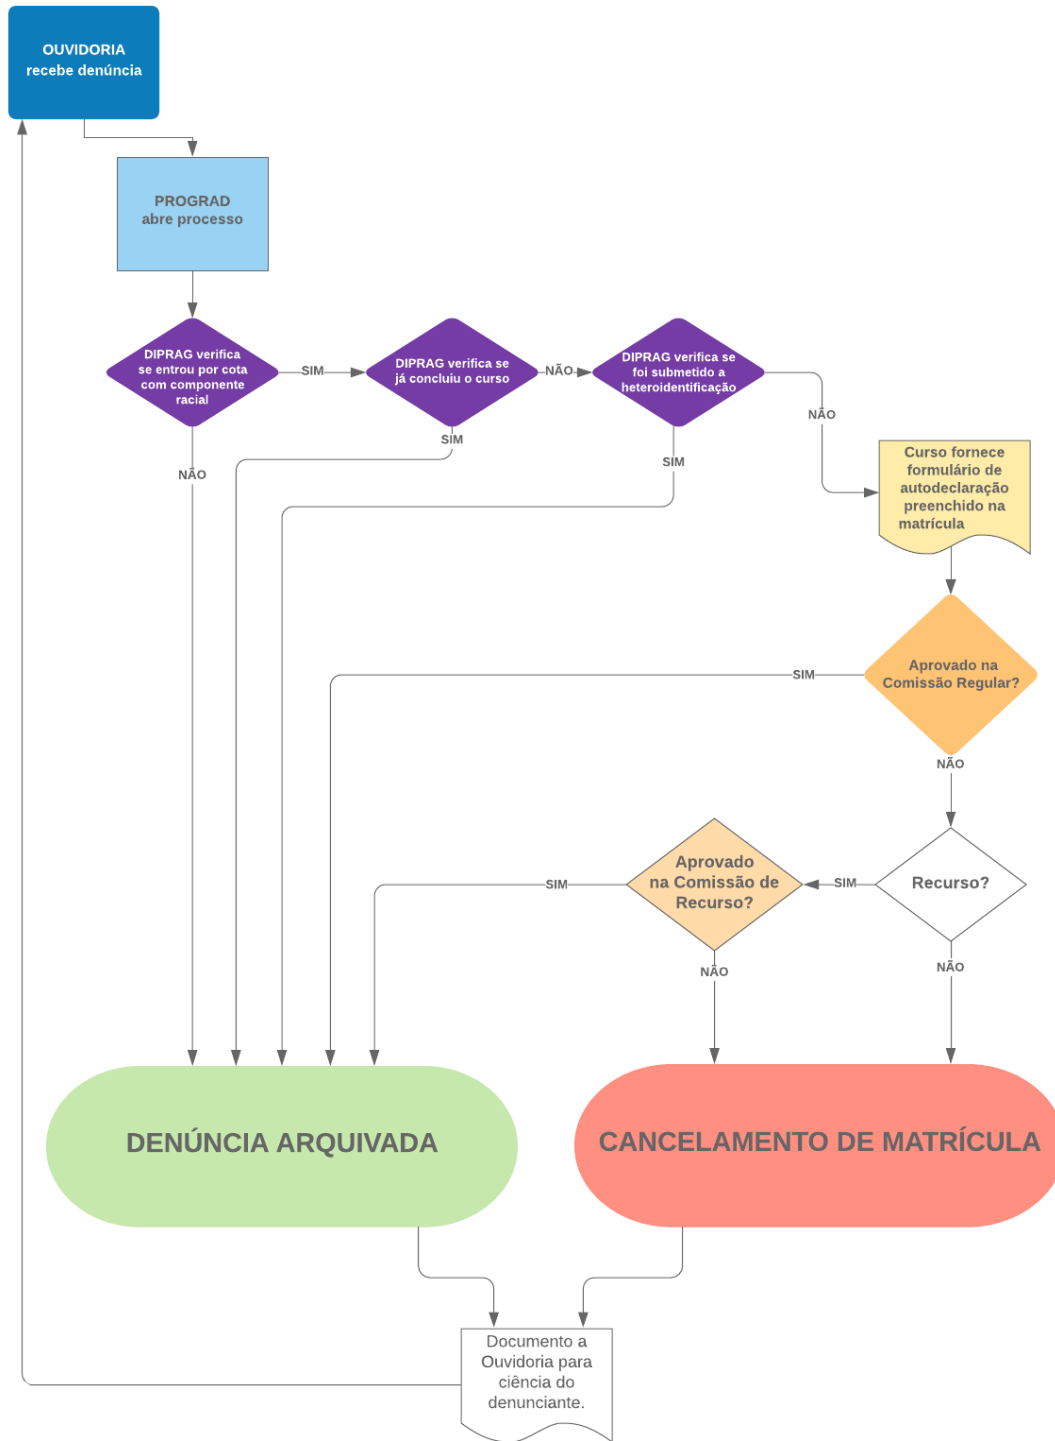 OUVIDORIA
recebe denúncia
PROGRAD
abre processo
DIPRAG verifica
se entrou por cota
com componente
racial
SIM
DIPRAG verifica se
já concluiu o curso
NÃO
DIPRAG verifica se
foi submetido a
heteroidentificação
NÃO
SIM
SIM
NÃO
Curso fornece
formulário de
autodeclaração
preenchido na
matrícula
Aprovado na
Comissão Regular?
SIM
NÃO
Recurso?
SIM
Aprovado
na Comissão de
Recurso?
SIM
NÃO
NÃO
DENÚNCIA ARQUIVADA
CANCELAMENTO DE MATRÍCULA
Documento a
Ouvidoria para
ciência do
denunciante.